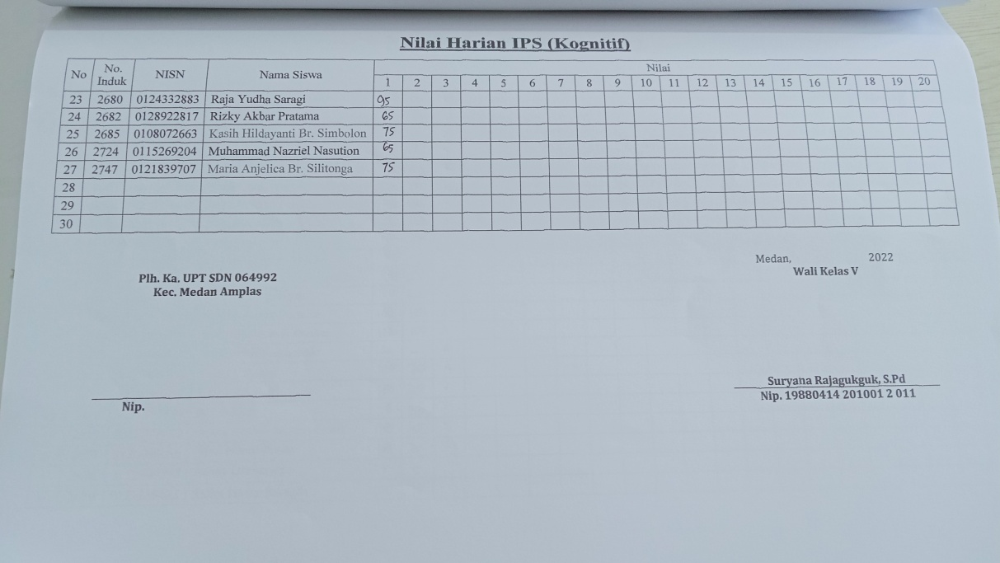 Nilai Harian IPS (Kognitif)
No No. Induk NISN Nama Siswa Nilai
1 2 3 4 5 6 7 8 9 10 11 12 13 14 15 16 17 18 19 20
23 2680 0124332883 Raja Yudha Saragi 95
24 2682 0128922817 Rizky Akbar Pratama 65
25 2685 0108072663 Kasih Hildayanti Br. Simbolon 75
26 2724 0115269204 Muhammad Nazriel Nasution 65
27 2747 0121839707 Maria Anjelica Br. Silitonga 75
28
29
30
Medan, 2022
Plh. Ka. UPT SDN 064992 Wali Kelas V
Kec. Medan Amplas
Suryana Rajagukguk, S.Pd
Nip. Nip. 19880414 201001 2 011